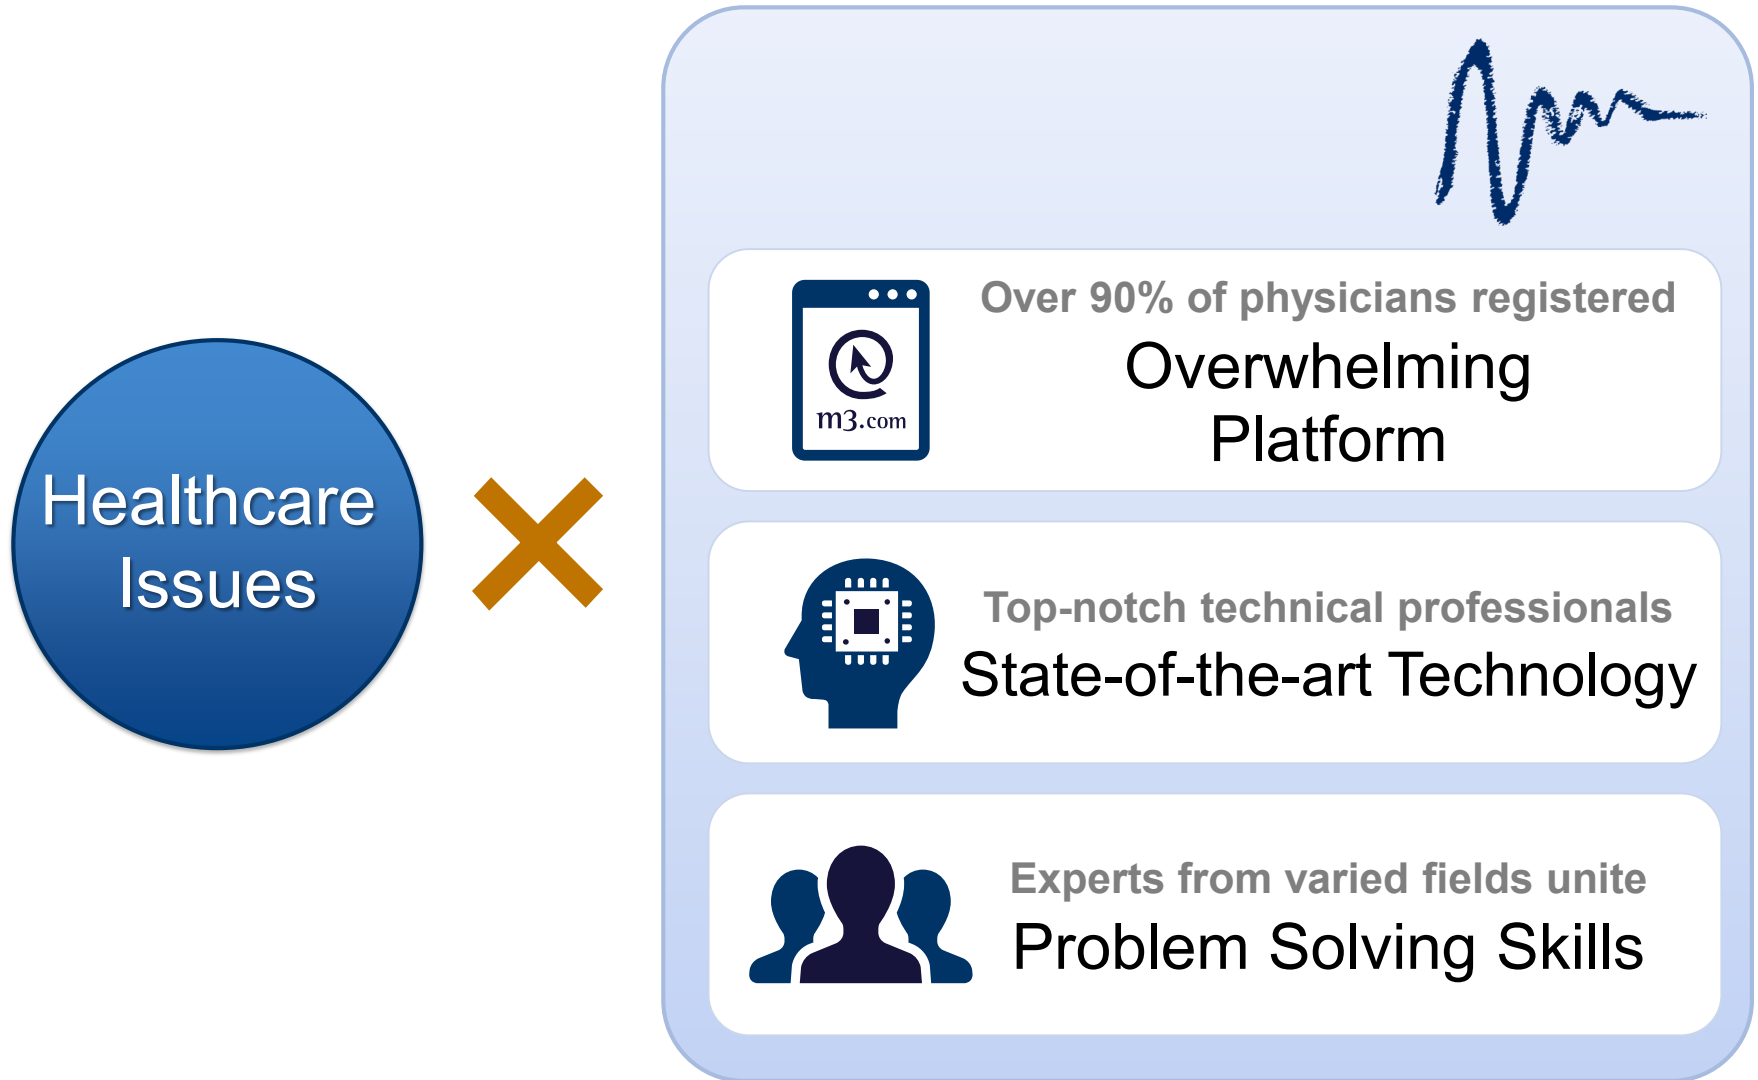 Healthcare
Issues
Over 90% of physicians registered
Overwhelming
Platform
m3.com
Top-notch technical professionals
State-of-the-art Technology
Experts from varied fields unite
Problem Solving Skills